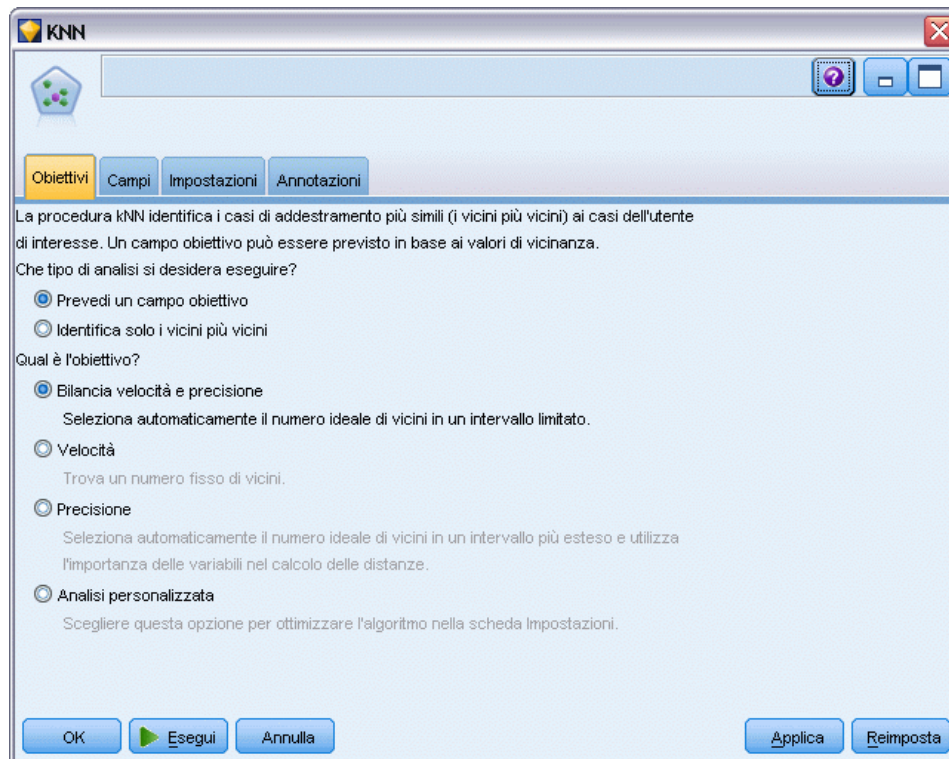 KNN
?
Obiettivi Campi Impostazioni Annotazioni
La procedura kNN identifica i casi di addestramento più simili (i vicini più vicini) ai casi dell'utente
di interesse. Un campo obiettivo può essere previsto in base ai valori di vicinanza.
Che tipo di analisi si desidera eseguire?
Prevedi un campo obiettivo
Identifica solo i vicini più vicini
Qual è l'obiettivo?
Bilancia velocità e precisione
Seleziona automaticamente il numero ideale di vicini in un intervallo limitato.
Velocità
Trova un numero fisso di vicini.
Precisione
Seleziona automaticamente il numero ideale di vicini in un intervallo più esteso e utilizza
l'importanza delle variabili nel calcolo delle distanze.
Analisi personalizzata
Scegliere questa opzione per ottimizzare l'algoritmo nella scheda Impostazioni.
OK Esegui Annulla Applica Reimposta